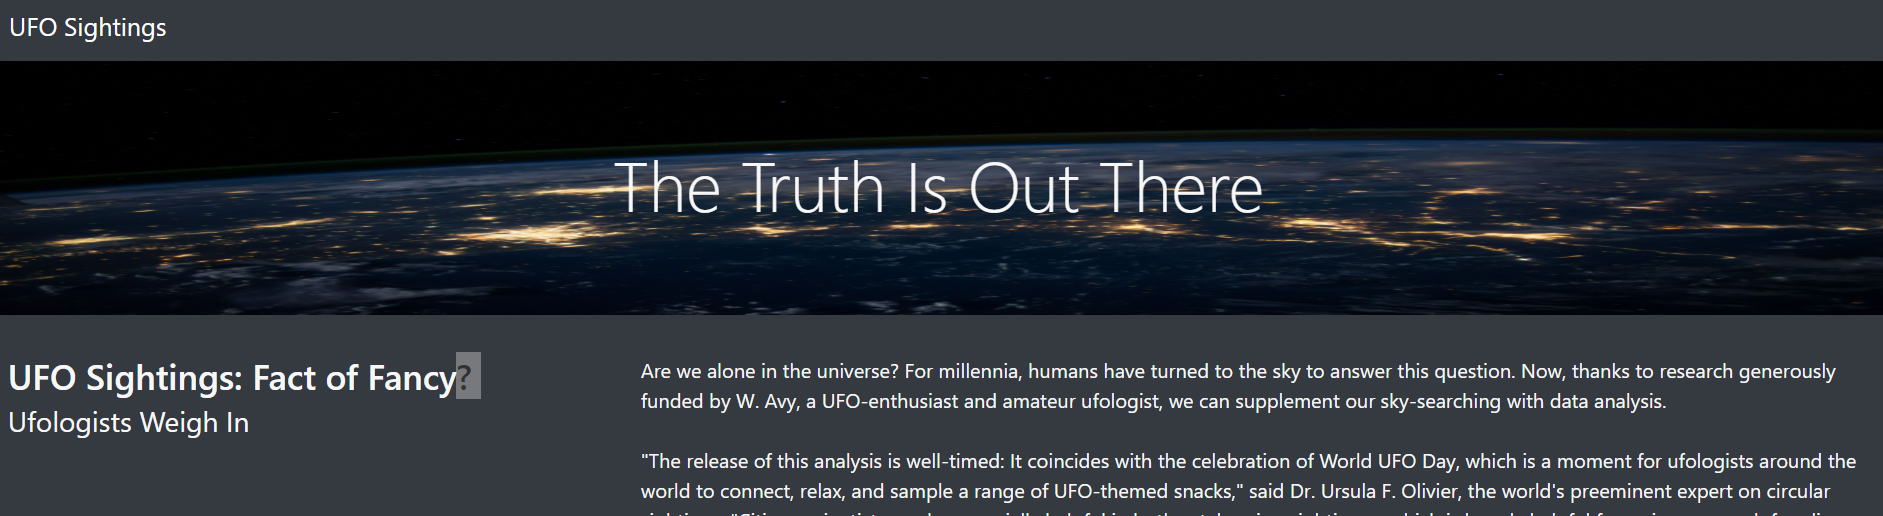 UFO Sightings
The Truth Is Out There
UFO Sightings: Fact of Fancy?
Ufologists Weigh In
Are we alone in the universe? For millennia, humans have turned to the sky to answer this question. Now, thanks to research generously
funded by W. Avy, a UFO-enthusiast and amateur ufologist, we can supplement our sky-searching with data analysis.
"The release of this analysis is well-timed: It coincides with the celebration of World UFO Day, which is a moment for ufologists around the
world to connect, relax, and sample a range of UFO-themed snacks," said Dr. Ursula F. Olivier, the world's preeminent expert on circular